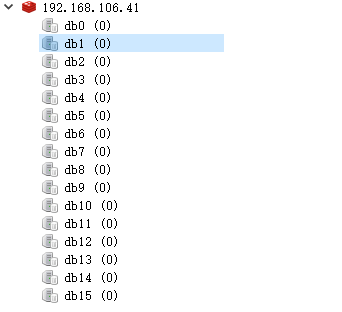 192.168.106.41
db0 (0)
db1 (0)
db2 (0)
db3 (0)
db4 (0)
db5 (0)
db6 (0)
db7 (0)
db8 (0)
db9 (0)
db10 (0)
db11 (0)
db12 (0)
db13 (0)
db14 (0)
db15 (0)